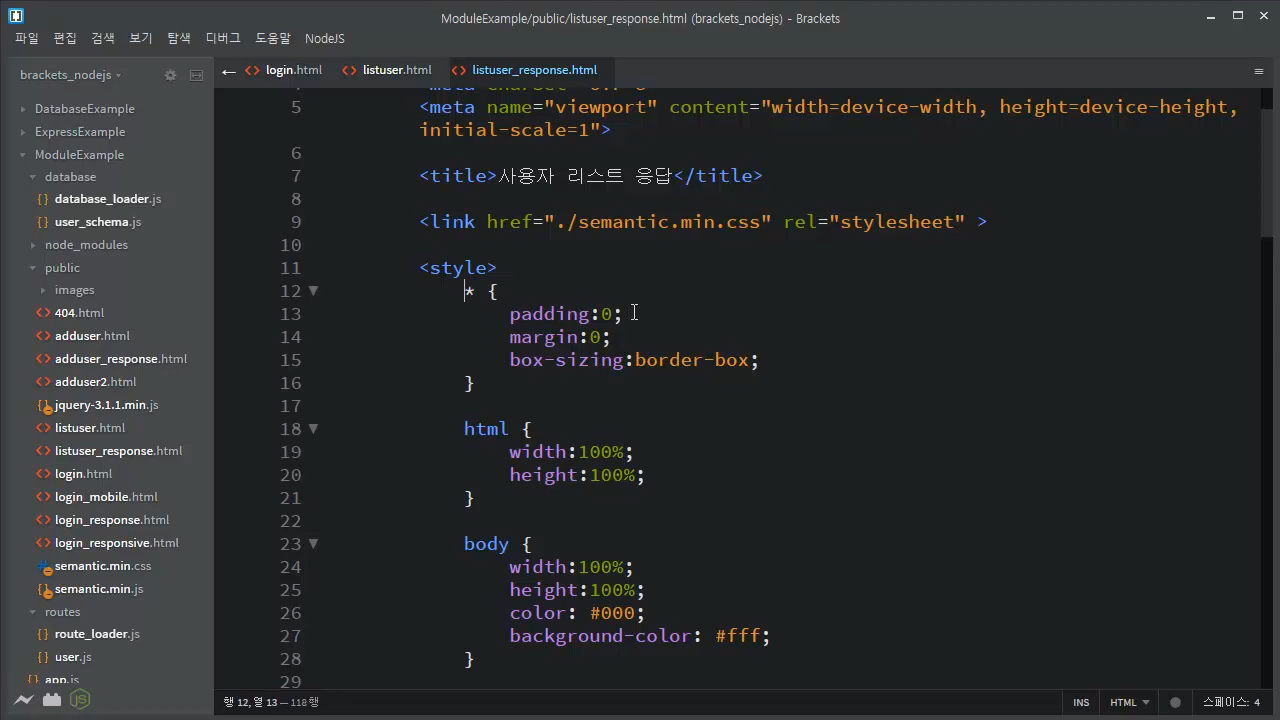 ModuleExample/public/listuser_response.html (brackets_nodejs) - Brackets
파일 편집 검색 보기 탐색 디버그 도움말 NodeJS
brackets_nodejs
DatabaseExample
ExpressExample
ModuleExample
database
database_loader.js
user_schema.js
node_modules
public
images
404.html
adduser.html
adduser_response.html
adduser2.html
jquery-3.1.1.min.js
listuser.html
listuser_response.html
login.html
login_mobile.html
login_response.html
login_responsive.html
semantic.min.css
semantic.min.js
routes
route_loader.js
user.js
app.js
login.html listuser.html listuser_response.html
5 <meta name="viewport" content="width=device-width, height=device-height,
initial-scale=1">
6
7 <title>사용자 리스트 응답</title>
8
9 <link href="./semantic.min.css" rel="stylesheet" >
10
11 <style>
12 * {
13 padding:0;
14 margin:0;
15 box-sizing:border-box;
16 }
17
18 html {
19 width:100%;
20 height:100%;
21 }
22
23 body {
24 width:100%;
25 height:100%;
26 color: #000;
27 background-color: #fff;
28 }
29
행 12, 열 13 — 118 행
INS HTML 스페이스: 4